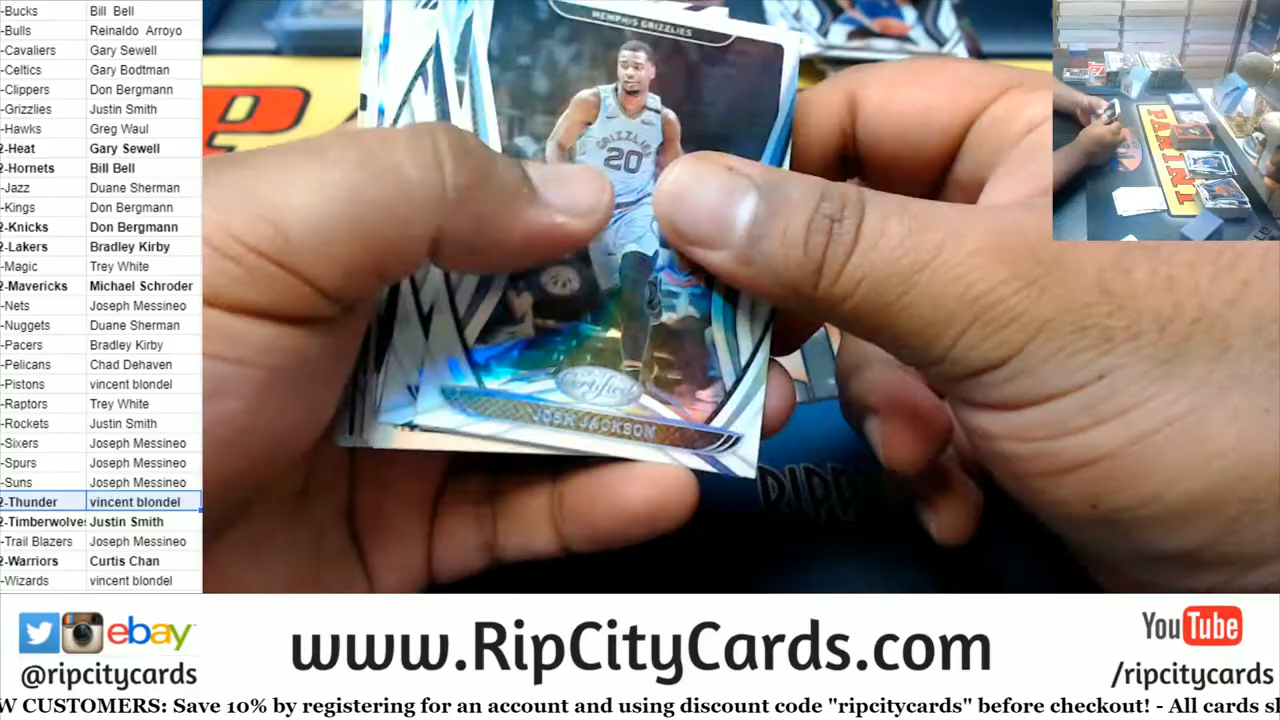 -Bucks Bill Bell
-Bulls Reinaldo Arroyo
-Cavaliers Gary Sewell
-Celtics Gary Bodtman
-Clippers Don Bergmann
-Grizzlies Justin Smith
-Hawks Greg Waul
2-Heat Gary Sewell
2-Hornets Bill Bell
-Jazz Duane Sherman
-Kings Don Bergmann
2-Knicks Don Bergmann
2-Lakers Bradley Kirby
-Magic Trey White
2-Mavericks Michael Schroder
-Nets Joseph Messineo
-Nuggets Duane Sherman
-Pacers Bradley Kirby
-Pelicans Chad Dehaven
-Pistons vincent blondel
-Raptors Trey White
-Rockets Justin Smith
-Sixers Joseph Messineo
-Spurs Joseph Messineo
-Suns Joseph Messineo
2-Thunder vincent blondel
2-Timberwolves Justin Smith
-Trail Blazers Joseph Messineo
2-Warriors Curtis Chan
-Wizards vincent blondel
MEMPHIS GRIZZLIES
GRIZZLIES
20
Certified
JOSH JACKSON
PANINI
ebay
@ripcitycards
www.RipCityCards.com
YouTube
/ripcitycards
W CUSTOMERS: Save 10% by registering for an account and using discount code "ripcitycards" before checkout! - All cards sh